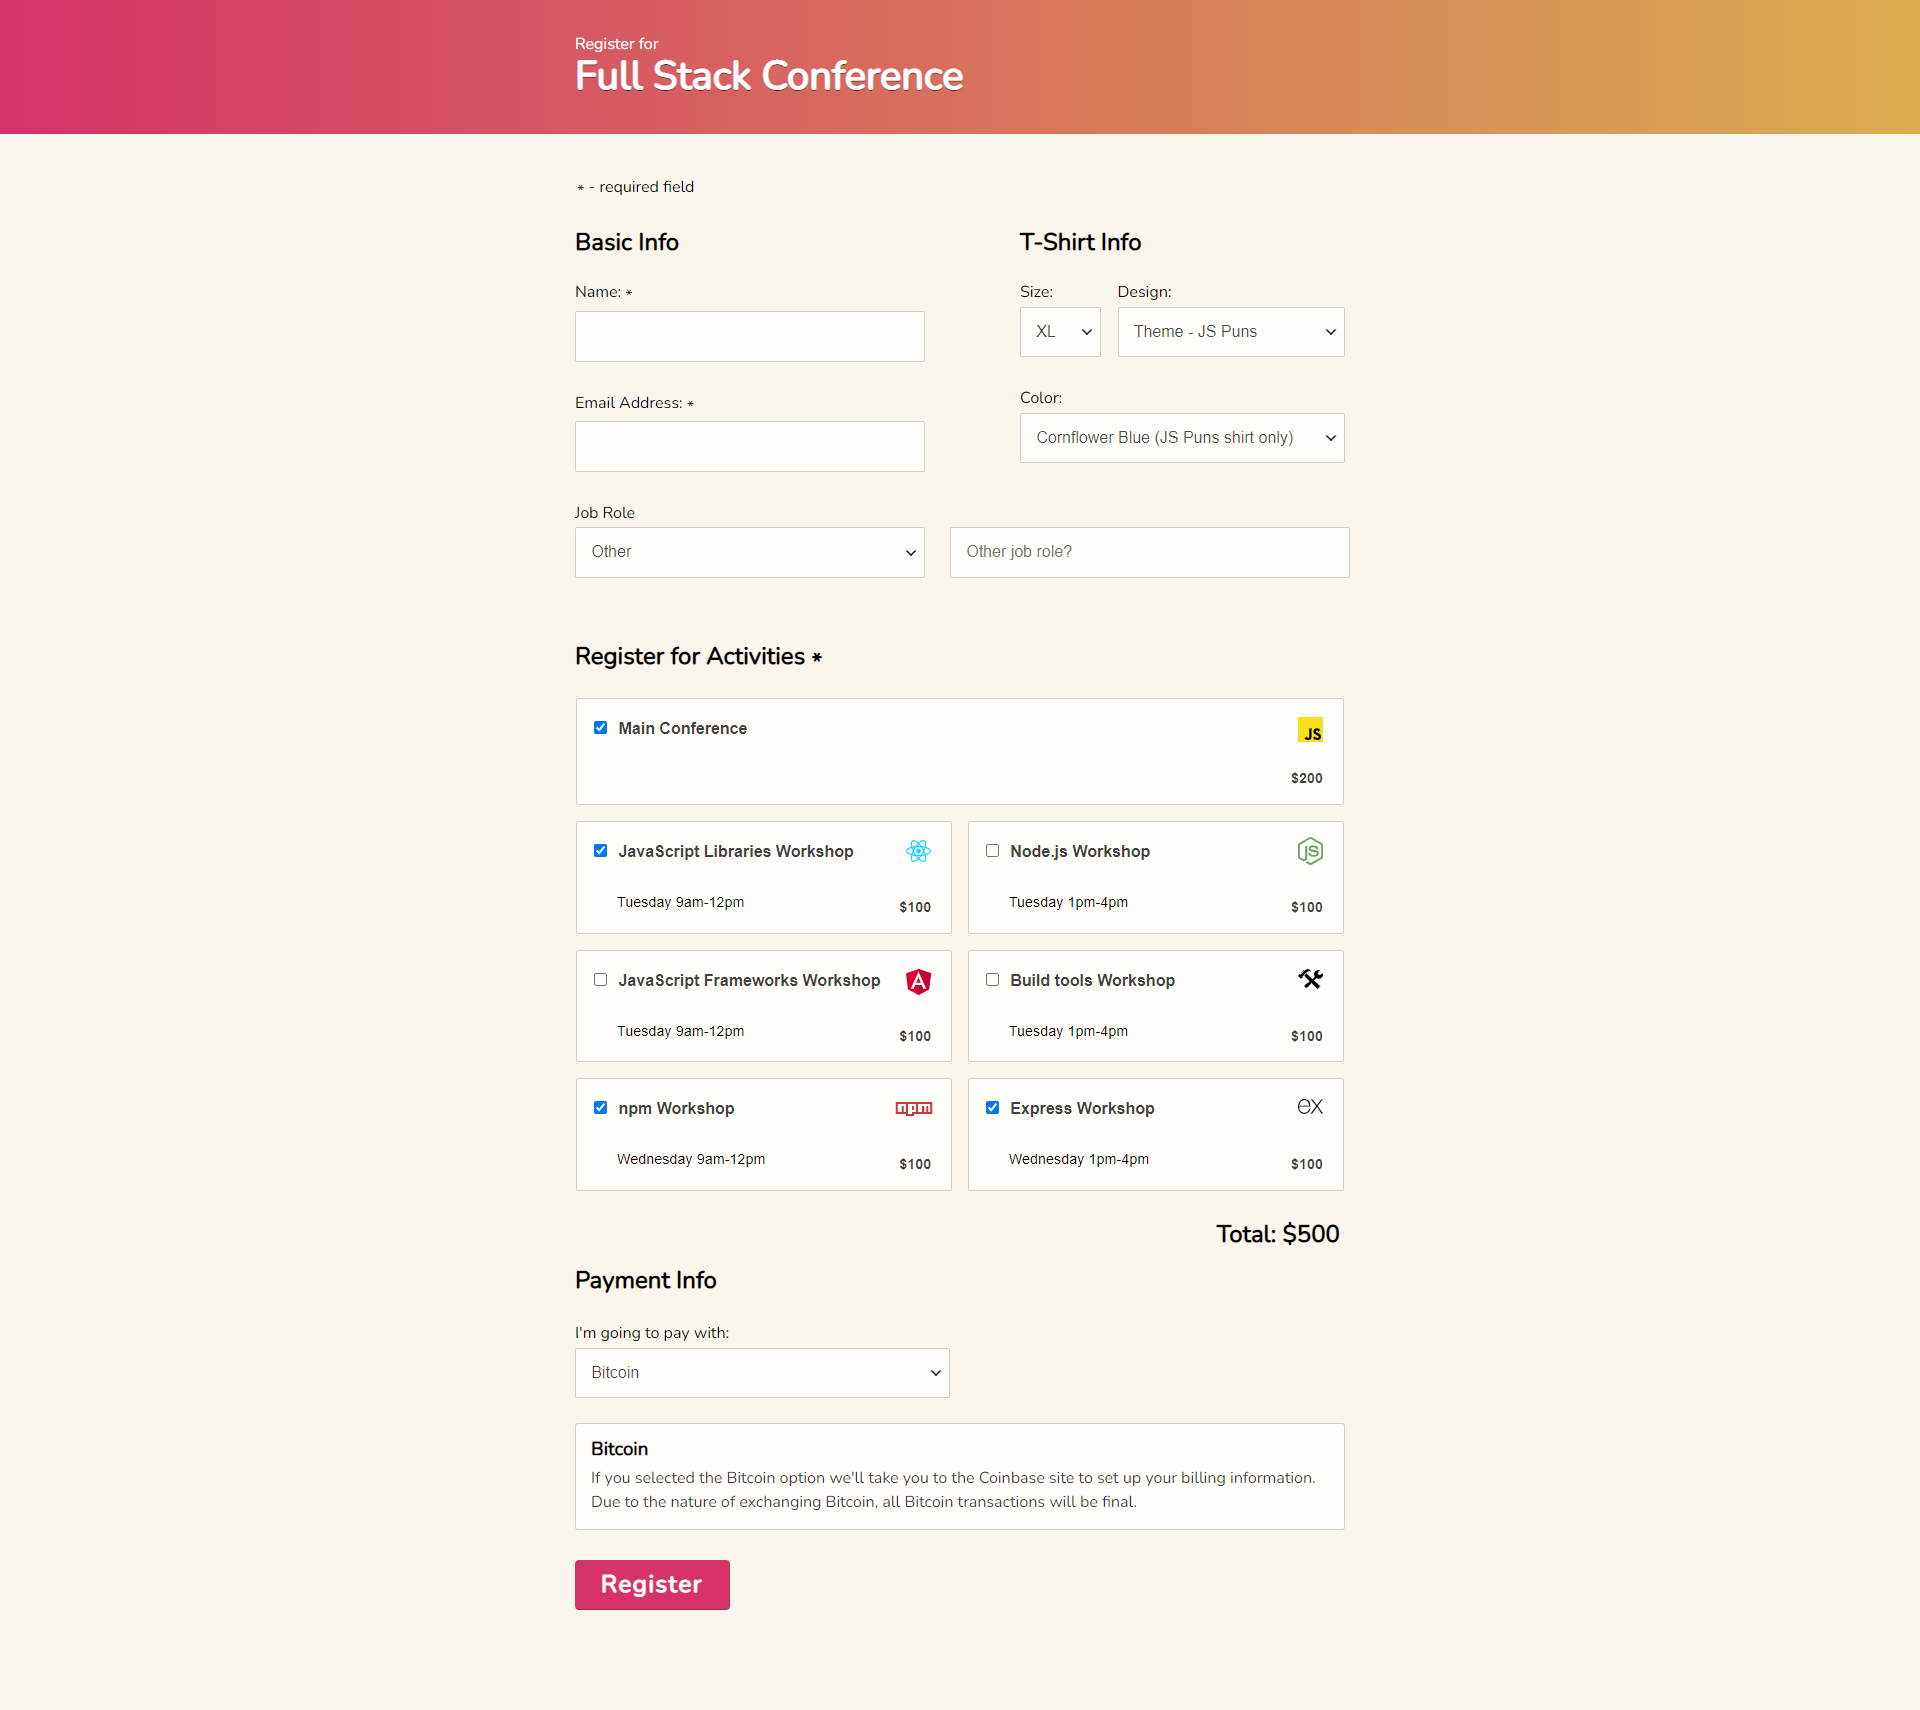 Register for
Full Stack Conference
* - required field
Basic Info
Name: *
Email Address: *
Job Role
Other
Other job role?
T-Shirt Info
Size:
Design:
XL
Theme - JS Puns
Color:
Cornflower Blue (JS Puns shirt only)
Register for Activities *
Main Conference
JS
$200
JavaScript Libraries Workshop
Tuesday 9am-12pm
$100
Node.js Workshop
JS
Tuesday 1pm-4pm
$100
JavaScript Frameworks Workshop
A
Tuesday 9am-12pm
$100
Build tools Workshop
Tuesday 1pm-4pm
$100
npm Workshop
npm
Wednesday 9am-12pm
$100
Express Workshop
ex
Wednesday 1pm-4pm
$100
Total: $500
Payment Info
I'm going to pay with:
Bitcoin
Bitcoin
If you selected the Bitcoin option we'll take you to the Coinbase site to set up your billing information.
Due to the nature of exchanging Bitcoin, all Bitcoin transactions will be final.
Register